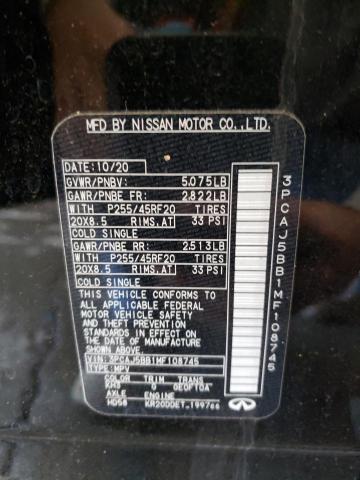 MFD BY NISSAN MOTOR CO.,LTD.
DATE: 10/20
GVWR/PNBV: 5,075LB
GAWR/PNBE FR: 2,822LB
WITH P255/45RF20 TIRES
20X8.5 RIMS.AT 33 PSI
COLD SINGLE
GAWR/PNBE RR: 2,513LB
WITH P255/45RF20 TIRES
20X8.5 RIMS.AT 33 PSI
COLD SINGLE
THIS VEHICLE CONFORMS TO
ALL APPLICABLE FEDERAL
MOTOR VEHICLE SAFETY
AND THEFT PREVENTION
STANDARDS IN EFFECT ON
THE DATE OF MANUFACTURE
SHOWN ABOVE.
VIN: 3PCAJ5BB1MF108745
TYPE: MPV
COLOR TRIM TRANS
KH3 G
AXLE ENGINE
KR20DDET 1997cc
3PCAJ5BB1MF108745